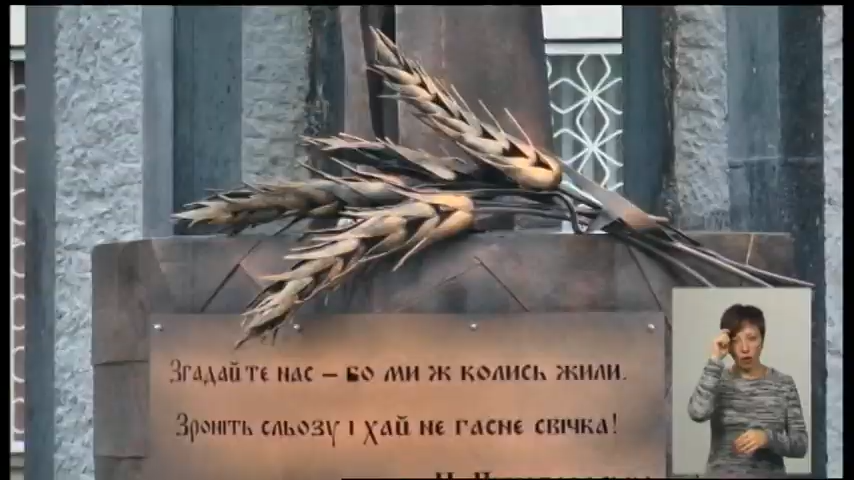 Згадайте нас – бо ми ж колись жили.
Зроніть сльозу і хай не гасне свічка!